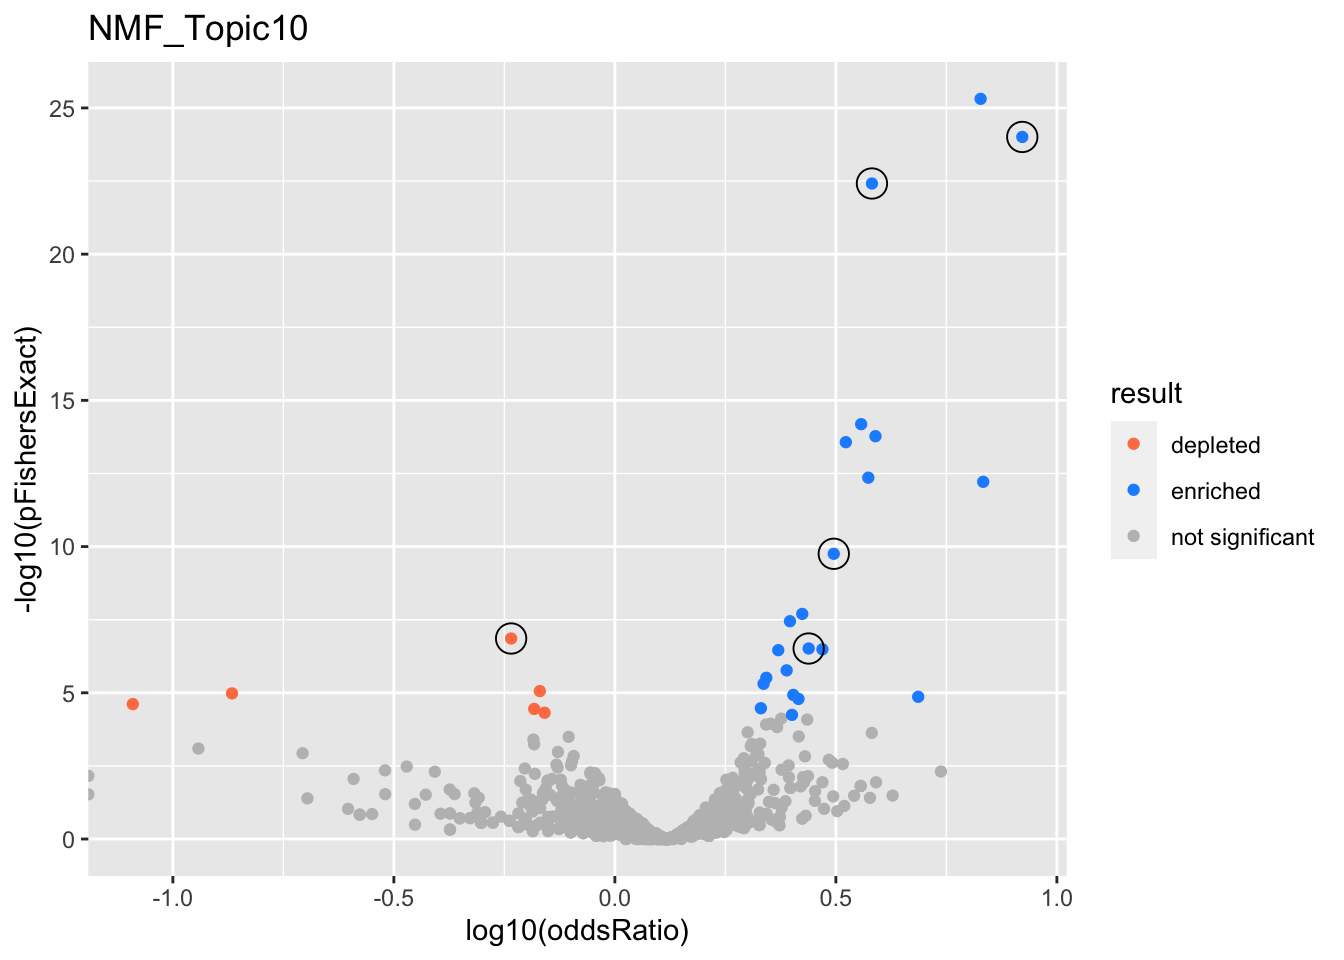 NMF_Topic10
25
20
15
10
5
0
-log10(pFishersExact)
-1.0
-0.5
0.0
0.5
1.0
log10(oddsRatio)
result
depleted
enriched
not significant